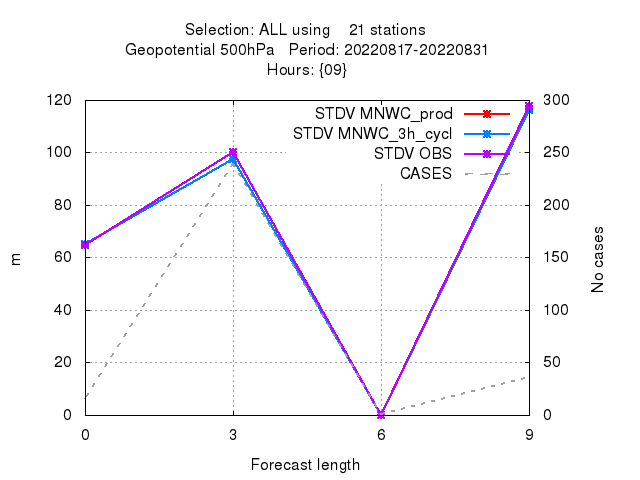 Selection: ALL using 21 stations
Geopotential 500hPa Period: 20220817-20220831
Hours: {09}
120 300
STDV MNWC_prod
STDV MNWC_3h_cycl
100 250
STDV OBS
CASES
80 200
60 150
m
No cases
40 100
20 50
0 0
0 3 6 9
Forecast length